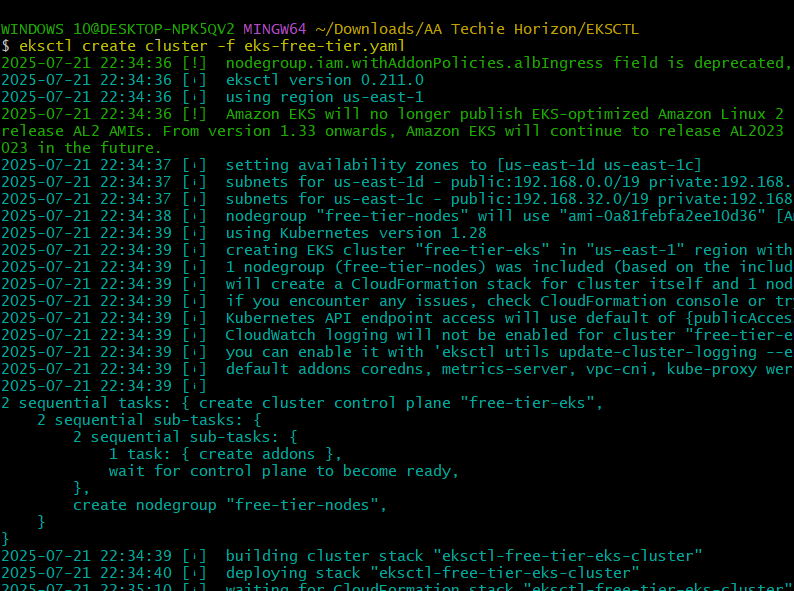 WINDOWS 10@DESKTOP-NPK5QV2 MINGW64 ~/Downloads/AA Techie Horizon/EKSCTL
$ eksctl create cluster -f eks-free-tier.yaml
2025-07-21 22:34:36 [!]  nodegroup.iam.withAddonPolicies.albIngress field is deprecated,
2025-07-21 22:34:36 [ℹ]  eksctl version 0.211.0
2025-07-21 22:34:36 [ℹ]  using region us-east-1
2025-07-21 22:34:36 [!]  Amazon EKS will no longer publish EKS-optimized Amazon Linux 2
release AL2 AMIs. From version 1.33 onwards, Amazon EKS will continue to release AL2023
023 in the future.
2025-07-21 22:34:37 [ℹ]  setting availability zones to [us-east-1d us-east-1c]
2025-07-21 22:34:37 [ℹ]  subnets for us-east-1d - public:192.168.0.0/19 private:192.168.
2025-07-21 22:34:37 [ℹ]  subnets for us-east-1c - public:192.168.32.0/19 private:192.168
2025-07-21 22:34:38 [ℹ]  nodegroup "free-tier-nodes" will use "ami-0a81febfa2ee10d36" [A
2025-07-21 22:34:39 [ℹ]  using Kubernetes version 1.28
2025-07-21 22:34:39 [ℹ]  creating EKS cluster "free-tier-eks" in "us-east-1" region with
2025-07-21 22:34:39 [ℹ]  1 nodegroup (free-tier-nodes) was included (based on the includ
2025-07-21 22:34:39 [ℹ]  will create a CloudFormation stack for cluster itself and 1 nod
2025-07-21 22:34:39 [ℹ]  if you encounter any issues, check CloudFormation console or tr
2025-07-21 22:34:39 [ℹ]  Kubernetes API endpoint access will use default of {publicAcces
2025-07-21 22:34:39 [ℹ]  CloudWatch logging will not be enabled for cluster "free-tier-e
2025-07-21 22:34:39 [ℹ]  you can enable it with 'eksctl utils update-cluster-logging --e
2025-07-21 22:34:39 [ℹ]  default addons coredns, metrics-server, vpc-cni, kube-proxy wer
2025-07-21 22:34:39 [ℹ]
2 sequential tasks: { create cluster control plane "free-tier-eks",
    2 sequential sub-tasks: {
        2 sequential sub-tasks: {
            1 task: { create addons },
            wait for control plane to become ready,
        },
        create nodegroup "free-tier-nodes",
    }
}
2025-07-21 22:34:39 [ℹ]  building cluster stack "eksctl-free-tier-eks-cluster"
2025-07-21 22:34:40 [ℹ]  deploying stack "eksctl-free-tier-eks-cluster"
2025-07-21 22:35:10 [ℹ]  waiting for CloudFormation stack "eksctl-free-tier-eks-cluster"